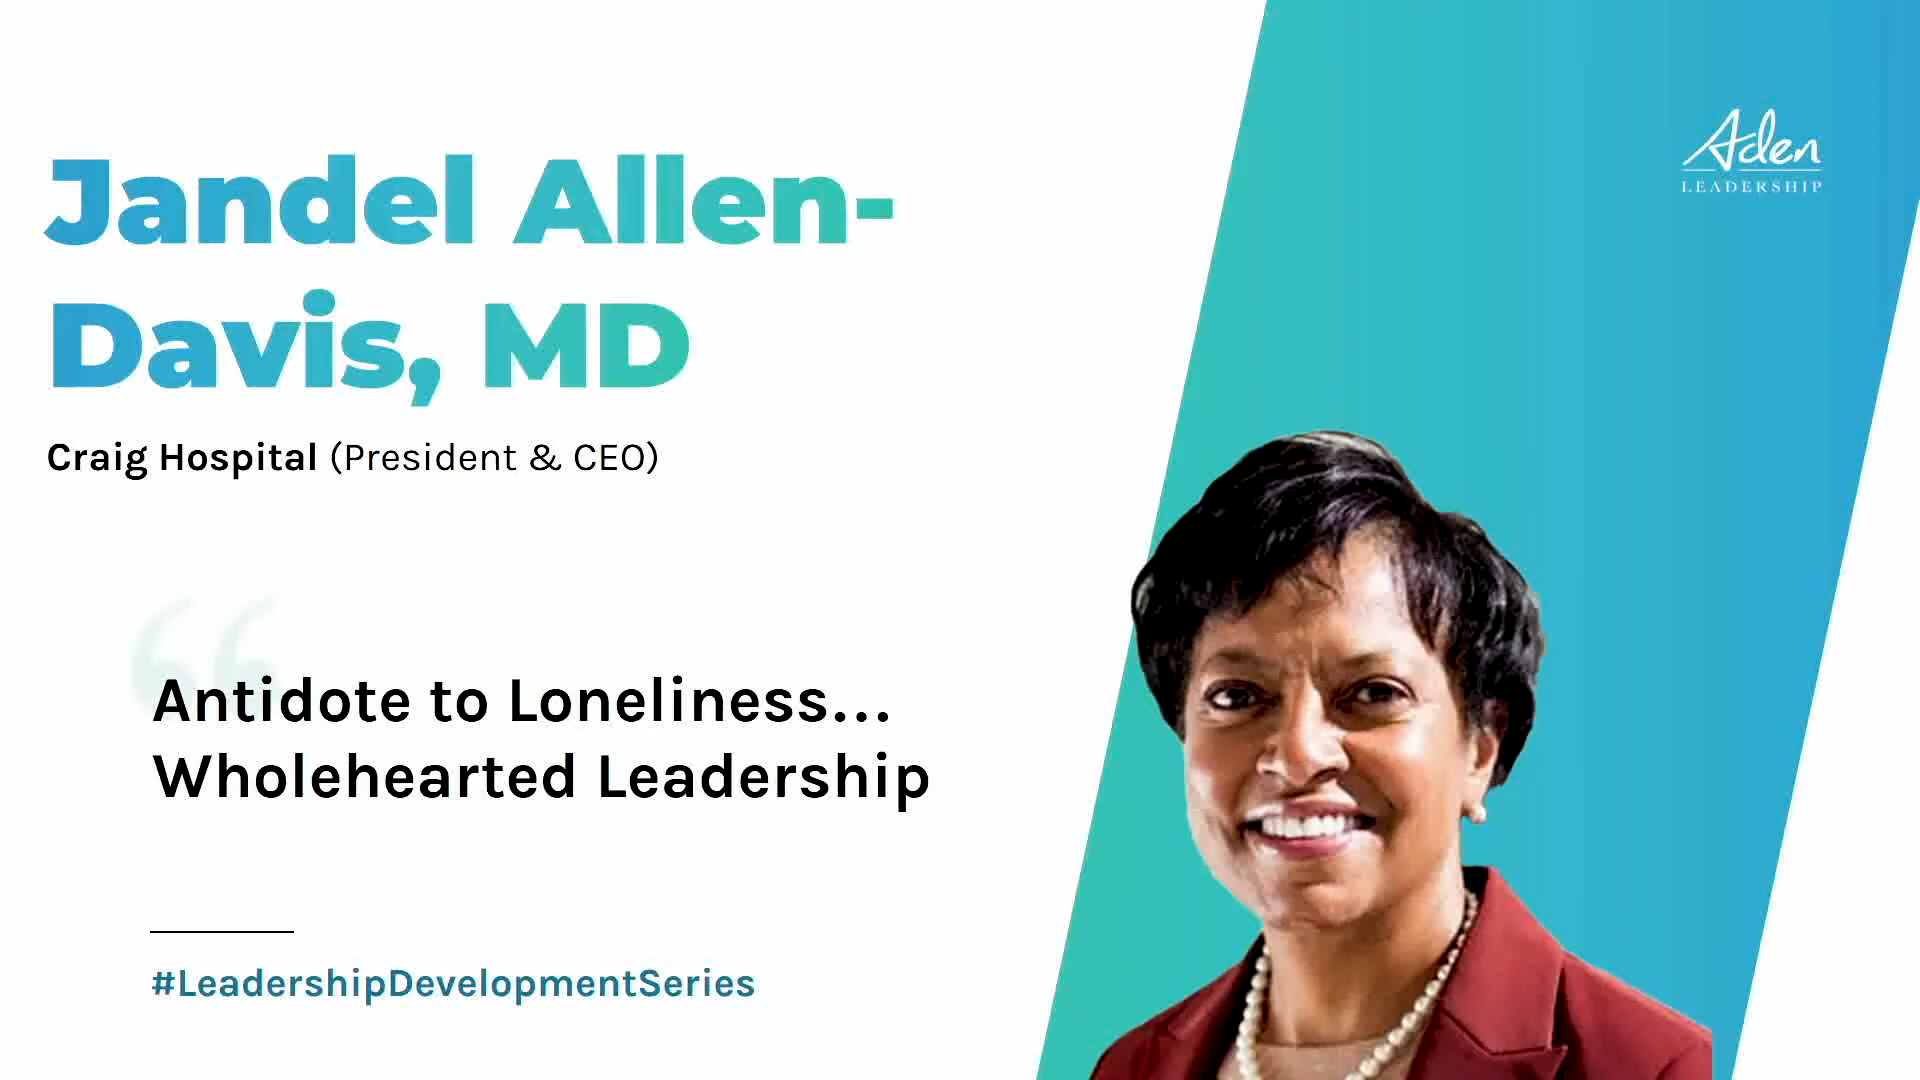 Jandel Allen-
Davis, MD
Craig Hospital (President & CEO)
Antidote to Loneliness...
Wholehearted Leadership
#LeadershipDevelopmentSeries
Aden
LEADERSHIP